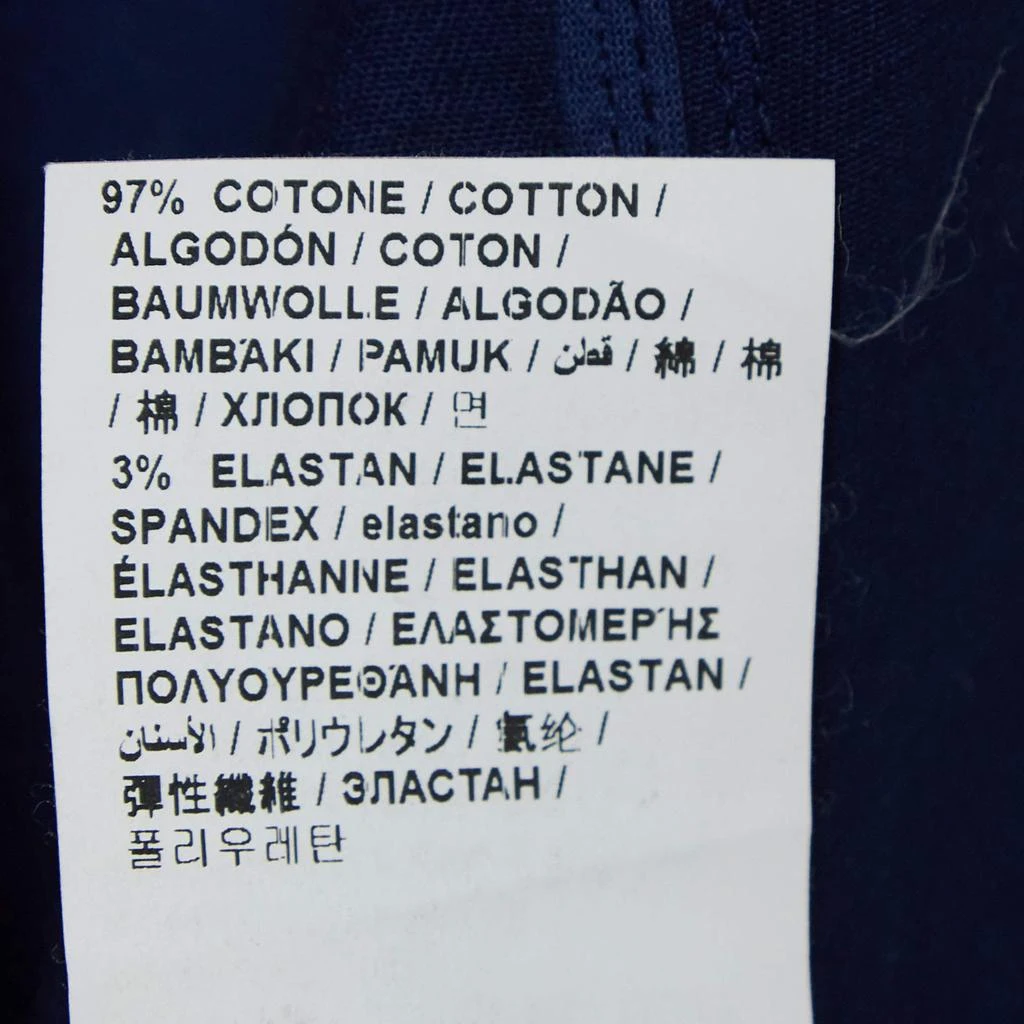 97% COTONE / COTTON /
ALGODÓN / COTON /
BAUMWOLLE / ALGODÃO /
BAMBAKI / PAMUK / قطن / 綿 / 棉
/ 棉 / ХЛОПОК / 면
3% ELASTAN / ELASTANE /
SPANDEX / elastano /
ÉLASTHANNE / ELASTHAN /
ELASTANO / ΕΛΑΣΤΟΜΕΡΉΣ
ΠΟΛΥΟΥΡΕΘΆΝΗ / ELASTAN /
الأستان / ポリウレタン / 氨纶 /
彈性纖維 / ЭЛАСТАН /
폴리우레탄